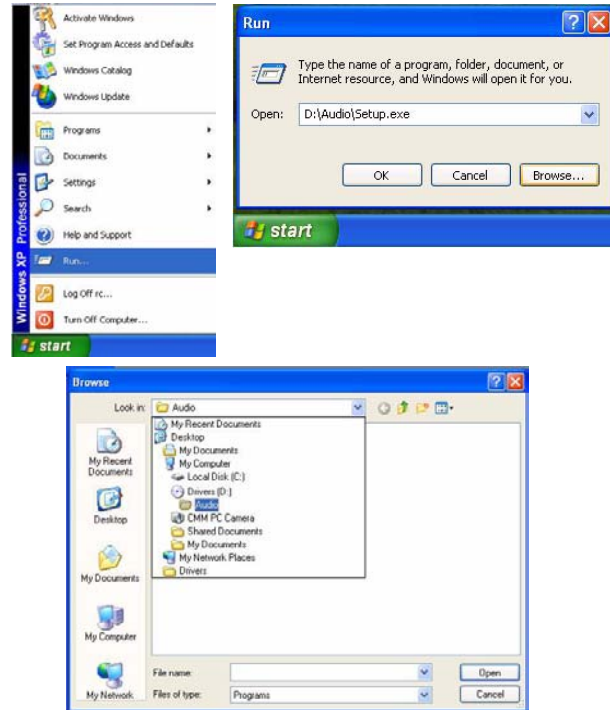 Activate Windows
Set Program Access and Defaults
Windows Catalog
Windows Update
Programs
Documents
Settings
Search
Help and Support
Run...
Log Off rc...
Turn Off Computer...
Windows XP Professional
start
Run
Type the name of a program, folder, document, or
Internet resource, and Windows will open it for you.
Open: D:\Audio\Setup.exe
OK Cancel Browse...
start
Browse
Look in: Audio
My Recent Documents
Desktop
My Documents
My Computer
Local Disk (C:)
Drivers (D:)
Audio
CMM PC Camera
Shared Documents
My Documents
My Network Places
Drivers
My Recent
Documents
Desktop
My Documents
My Computer
My Network
File name: Open
Files of type: Programs Cancel